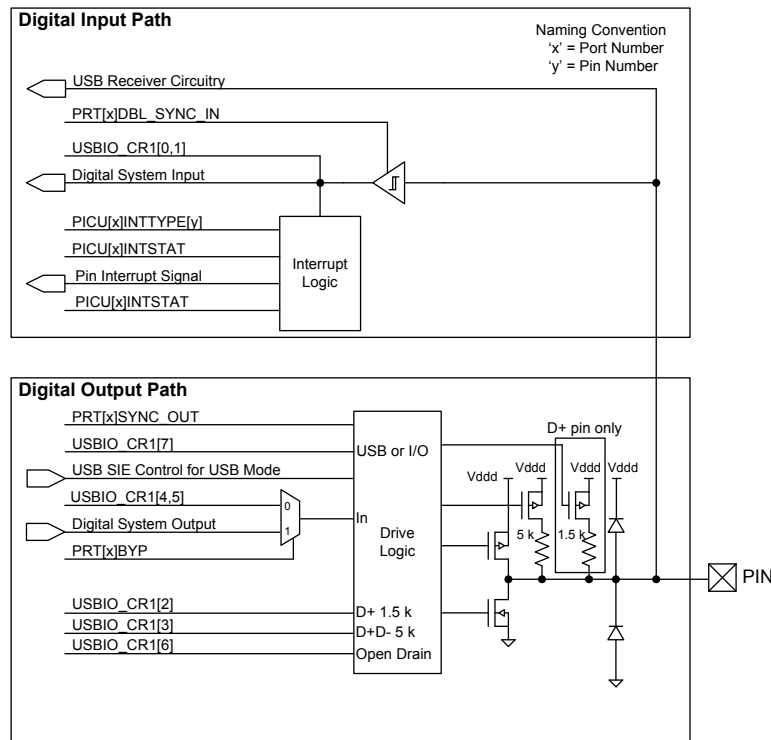 Digital Input Path
Naming Convention
‘x’ = Port Number
‘y’ = Pin Number
USB Receiver Circuitry
PRT[x]DBL_SYNC_IN
USBIO_CR1[0,1]
Digital System Input
PICU[x]INTTYPE[y]
PICU[x]INTSTAT
Pin Interrupt Signal
PICU[x]INTSTAT
Interrupt
Logic
Digital Output Path
PRT[x]SYNC_OUT
USBIO_CR1[7]
USB or I/O
USB SIE Control for USB Mode
USBIO_CR1[4,5]
0
Digital System Output
1
In
PRT[x]BYP
Drive
Logic
USBIO_CR1[2]
D+ 1.5 k
USBIO_CR1[3]
D+D- 5 k
USBIO_CR1[6]
Open Drain
D+ pin only
Vddd
Vddd
Vddd
Vddd
5 k
1.5 k
PIN